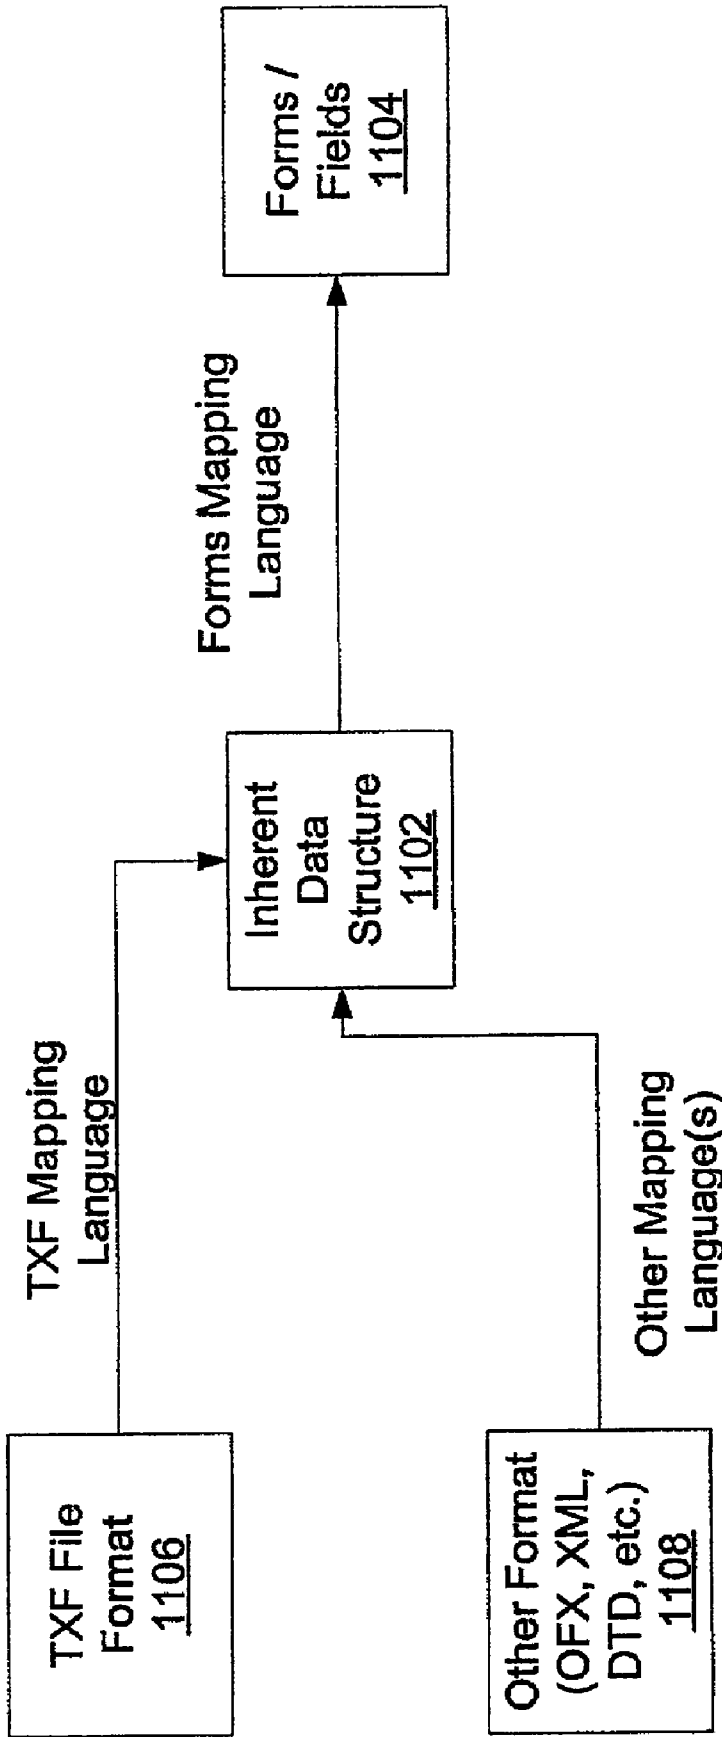 TXF File
Format
1106
TXF Mapping
Language
Other Format
(OFX, XML,
DTD, etc.)
1108
Other Mapping
Language(s)
Inherent
Data
Structure
1102
Forms Mapping
Language
Forms /
Fields
1104